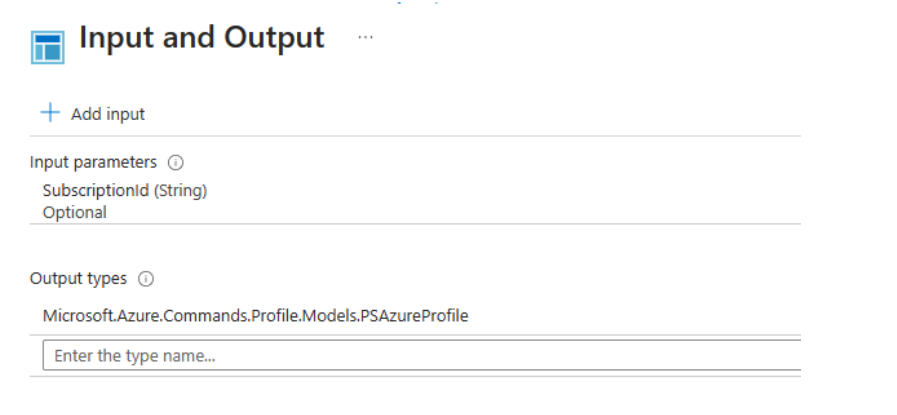 Input and Output ...
Add input
Input parameters
SubscriptionId (String)
Optional
Output types
Microsoft.Azure.Commands.Profile.Models.PSAzureProfile
Enter the type name...